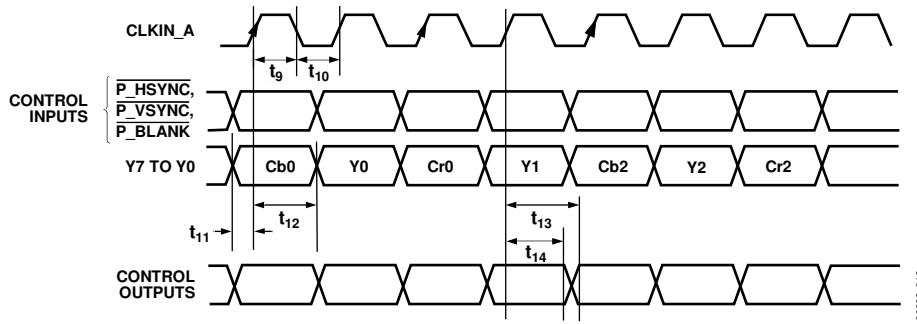 CLKIN_A
t9
t10
CONTROL INPUTS
P_HSYNC,
P_VSYNC,
P_BLANK
Y7 TO Y0
Cb0
Y0
Cr0
Y1
Cb2
Y2
Cr2
t12
t13
t11
t14
CONTROL OUTPUTS